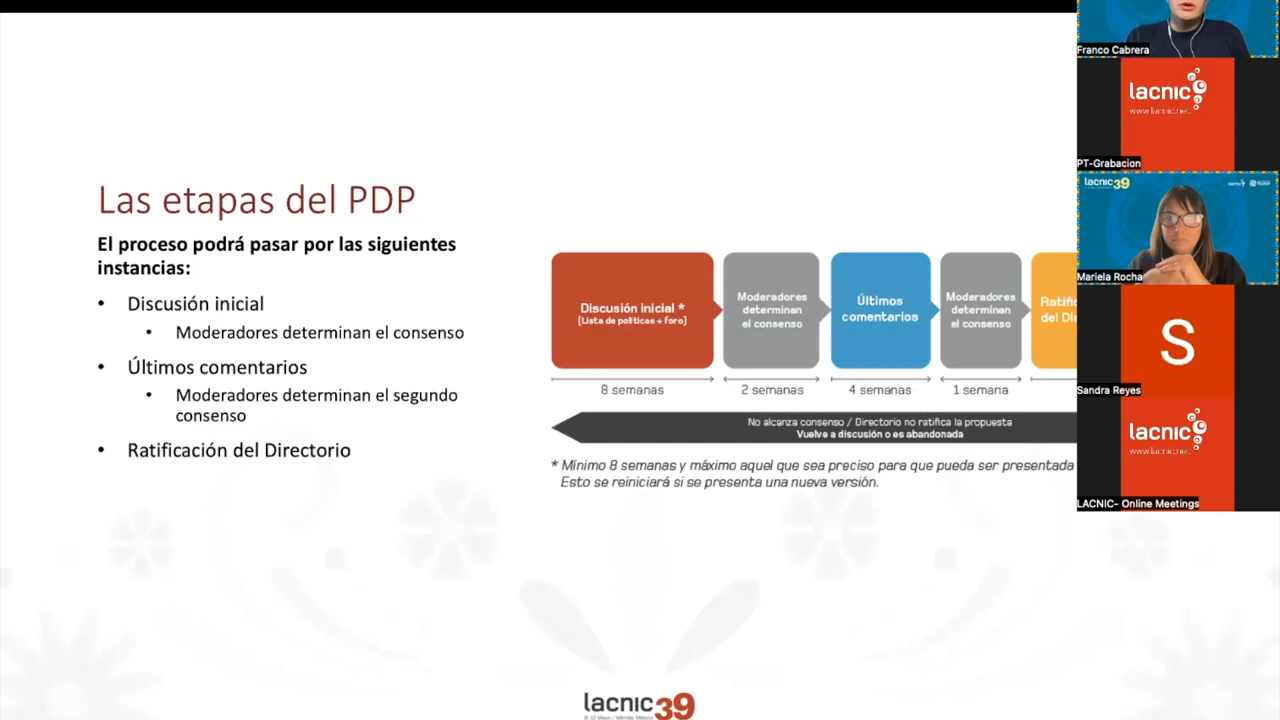 Las etapas del PDP
El proceso podrá pasar por las siguientes
instancias:
• Discusión inicial
• Moderadores determinan el consenso
• Últimos comentarios
• Moderadores determinan el segundo
consenso
• Ratificación del Directorio
Discusión inicial *
[Lista de políticas + foro]
8 semanas
Moderadores
determinan
el consenso
2 semanas
Últimos
comentarios
4 semanas
Moderadores
determinan
el consenso
1 semana
No alcanza consenso / Directorio no ratifica la propuesta
Vuelve a discusión o es abandonada
* Mínimo 8 semanas y máximo aquel que sea preciso para que pueda ser presentada
Esto se reiniciará si se presenta una nueva versión.
lacnic39
Franco Cabrera
lacnic
www.lacnic.net
PT-Grabacion
lacnic39
Mariela Rocha
S
Sandra Reyes
lacnic
www.lacnic.net
LACNIC- Online Meetings